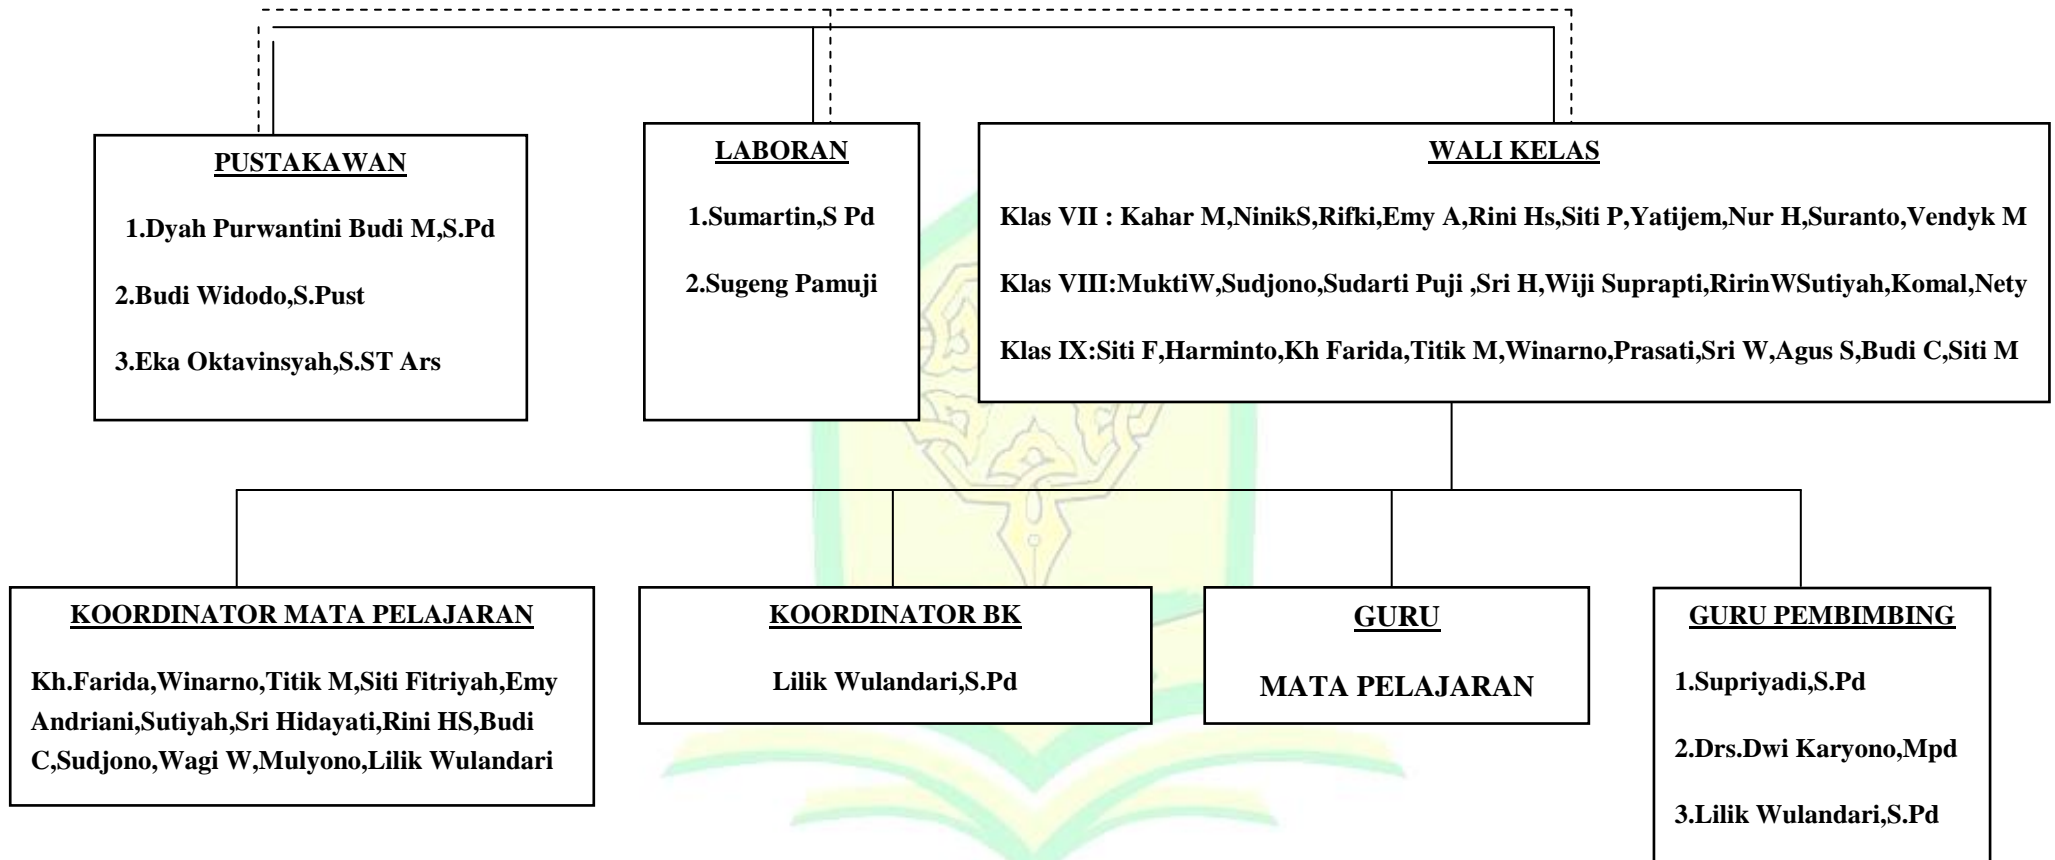 PUSTAKAWAN
1.Dyah Purwantini Budi M,S.Pd
2.Budi Widodo,S.Pust
3.Eka Oktavinsyah,S.ST Ars
LABORAN
1.Sumartin,S Pd
2.Sugeng Pamuji
WALI KELAS
Klas VII : Kahar M,NinikS,Rifki,Emy A,Rini Hs,Siti P,Yatijem,Nur H,Suranto,Vendyk M
Klas VIII:MuktiW,Sudjono,Sudarti Puji ,Sri H,Wiji Suprapti,RirinWSutiyah,Komal,Nety
Klas IX:Siti F,Harminto,Kh Farida,Titik M,Winarno,Prasati,Sri W,Agus S,Budi C,Siti M
KOORDINATOR MATA PELAJARAN
Kh.Farida,Winarno,Titik M,Siti Fitriyah,Emy
Andriani,Sutiyah,Sri Hidayati,Rini HS,Budi
C,Sudjono,Wagi W,Mulyono,Lilik Wulandari
KOORDINATOR BK
Lilik Wulandari,S.Pd
GURU
MATA PELAJARAN
GURU PEMBIMBING
1.Supriyadi,S.Pd
2.Drs.Dwi Karyono,Mpd
3.Lilik Wulandari,S.Pd